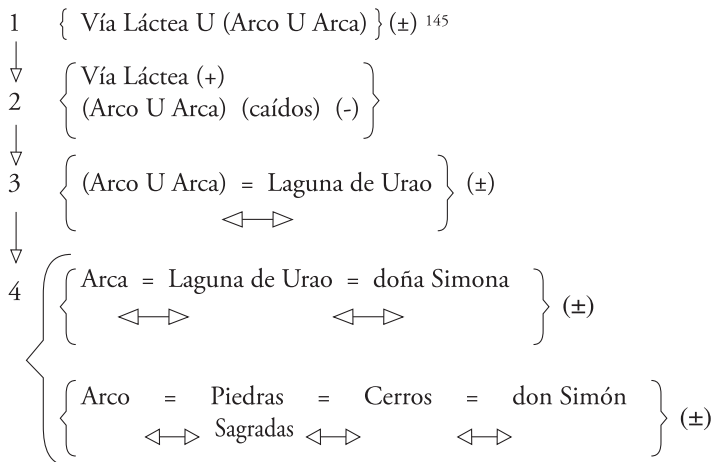 1 { Vía Láctea U (Arco U Arca) } (±) 145
2 { Vía Láctea (+)
(Arco U Arca) (caídos) (-) }
3 { (Arco U Arca) = Laguna de Urao } (±)
4 { { Arca = Laguna de Urao = doña Simona } (±)
{ Arco = Piedras = Cerros = don Simón } (±)
Sagradas